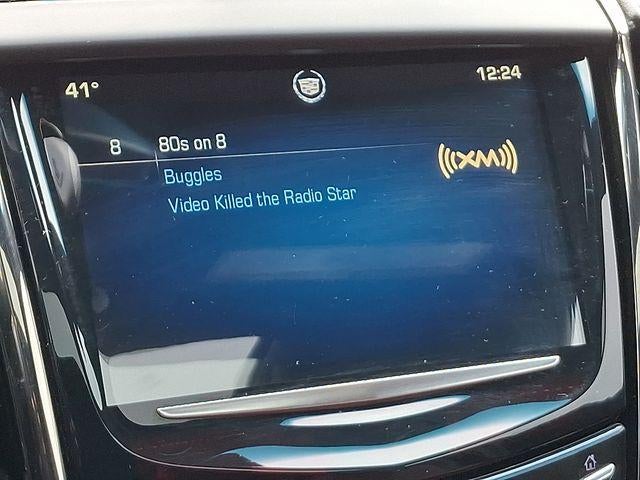 41°
12:24
8 80s on 8
((XM))
Buggles
Video Killed the Radio Star